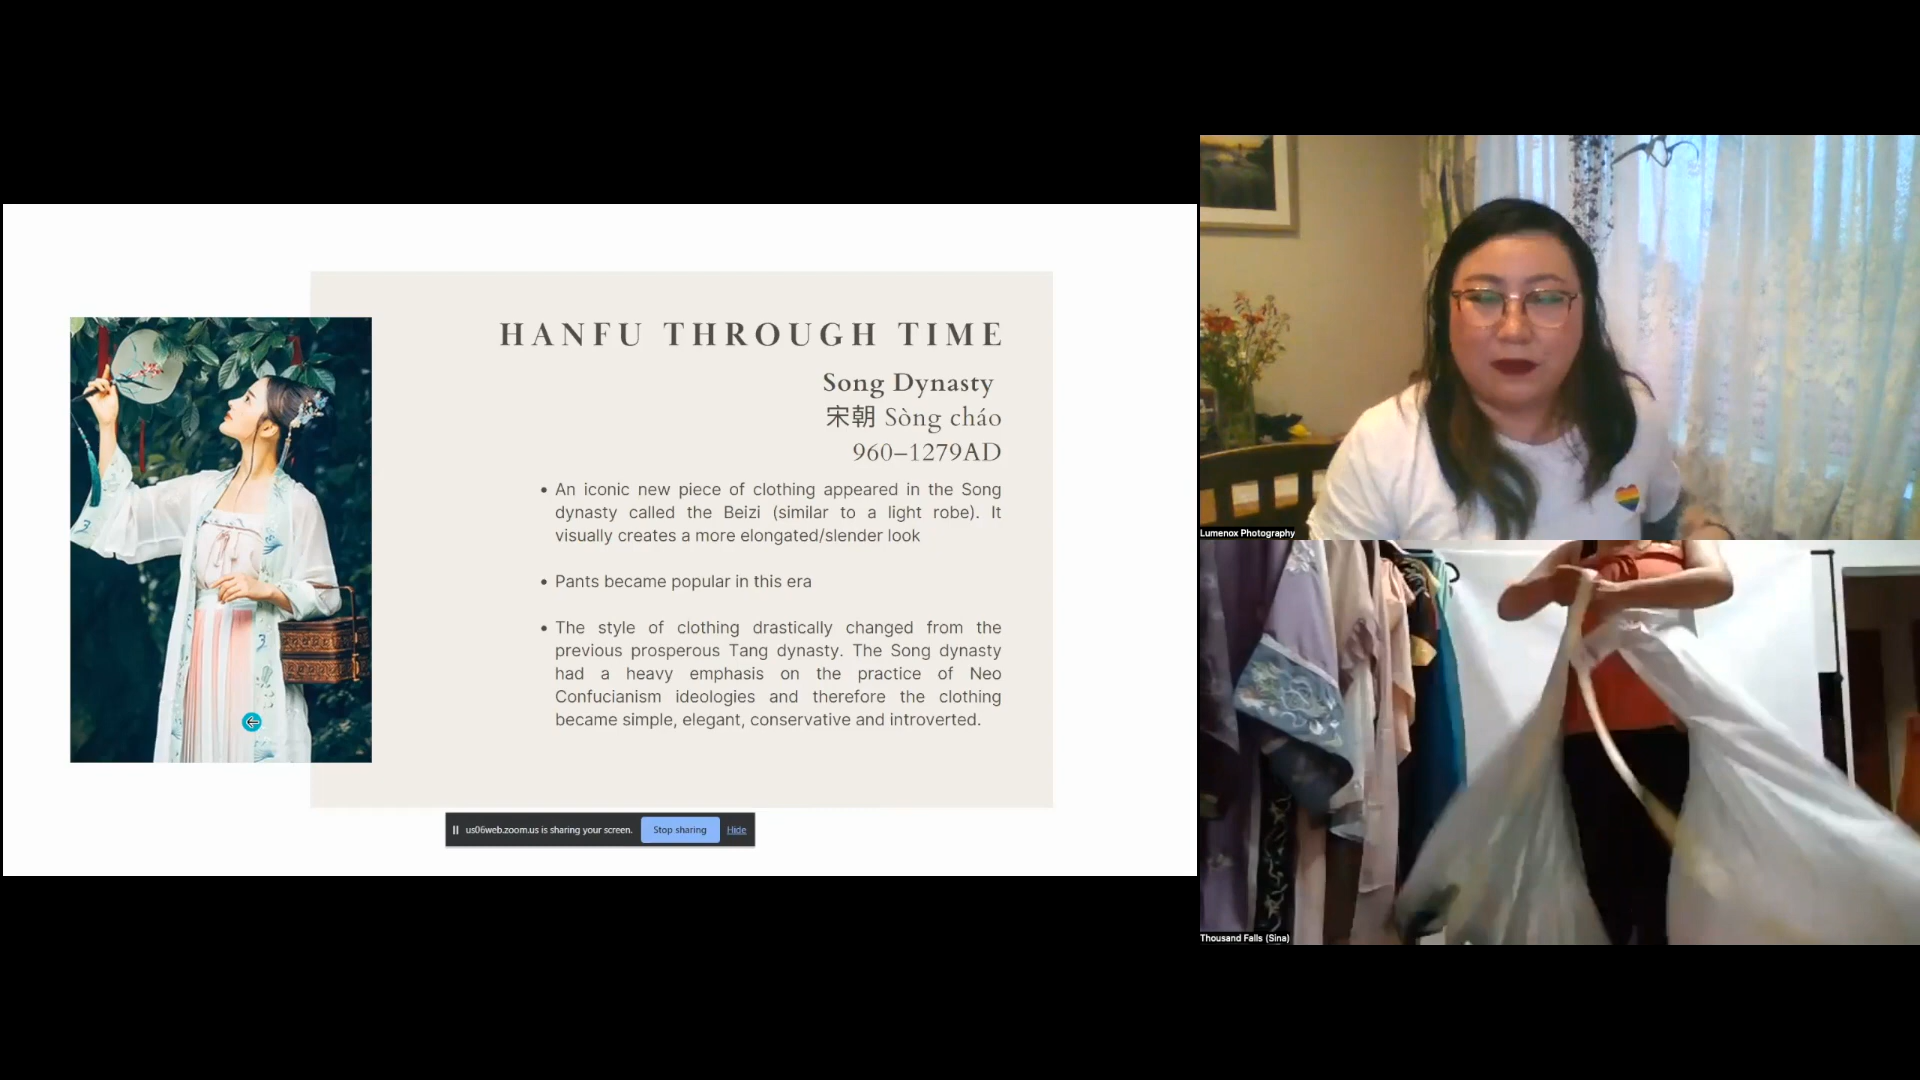 HANFU THROUGH TIME
Song Dynasty
宋朝 Sòng cháo
960–1279AD
• An iconic new piece of clothing appeared in the Song
dynasty called the Beizi (similar to a light robe). It
visually creates a more elongated/slender look
• Pants became popular in this era
• The style of clothing drastically changed from the
previous prosperous Tang dynasty. The Song dynasty
had a heavy emphasis on the practice of Neo
Confucianism ideologies and therefore the clothing
became simple, elegant, conservative and introverted.
us06web.zoom.us is sharing your screen. Stop sharing Hide
Lumenox Photography
Thousand Falls (Sina)